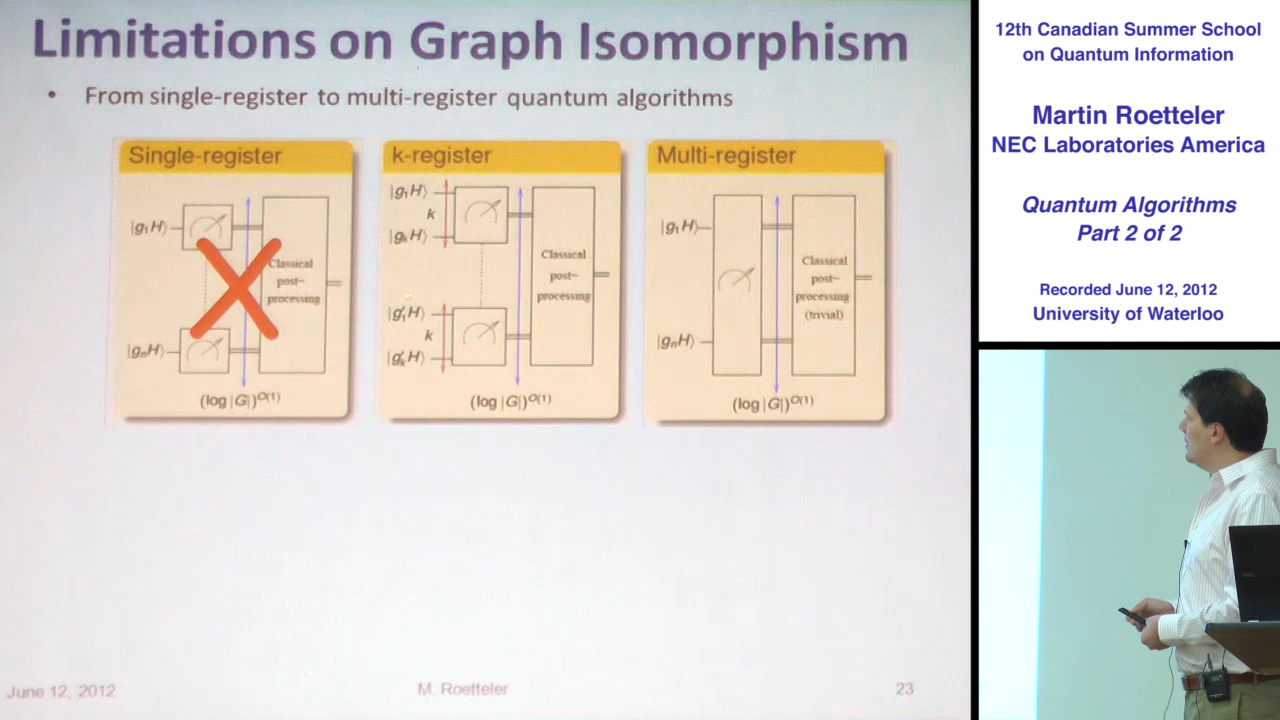 Limitations on Graph Isomorphism
• From single-register to multi-register quantum algorithms
Single-register
|g₁H⟩
|gₙH⟩
Classical
post–
processing
(log |G|)^O(1)
k-register
|g₁H⟩
k
|gₖH⟩
|g′₁H⟩
k
|g′ₖH⟩
Classical
post–
processing
(log |G|)^O(1)
Multi-register
|g₁H⟩
|gₙH⟩
Classical
post–
processing
(trivial)
(log |G|)^O(1)
June 12, 2012
M. Roetteler
23
12th Canadian Summer School
on Quantum Information
Martin Roetteler
NEC Laboratories America
Quantum Algorithms
Part 2 of 2
Recorded June 12, 2012
University of Waterloo